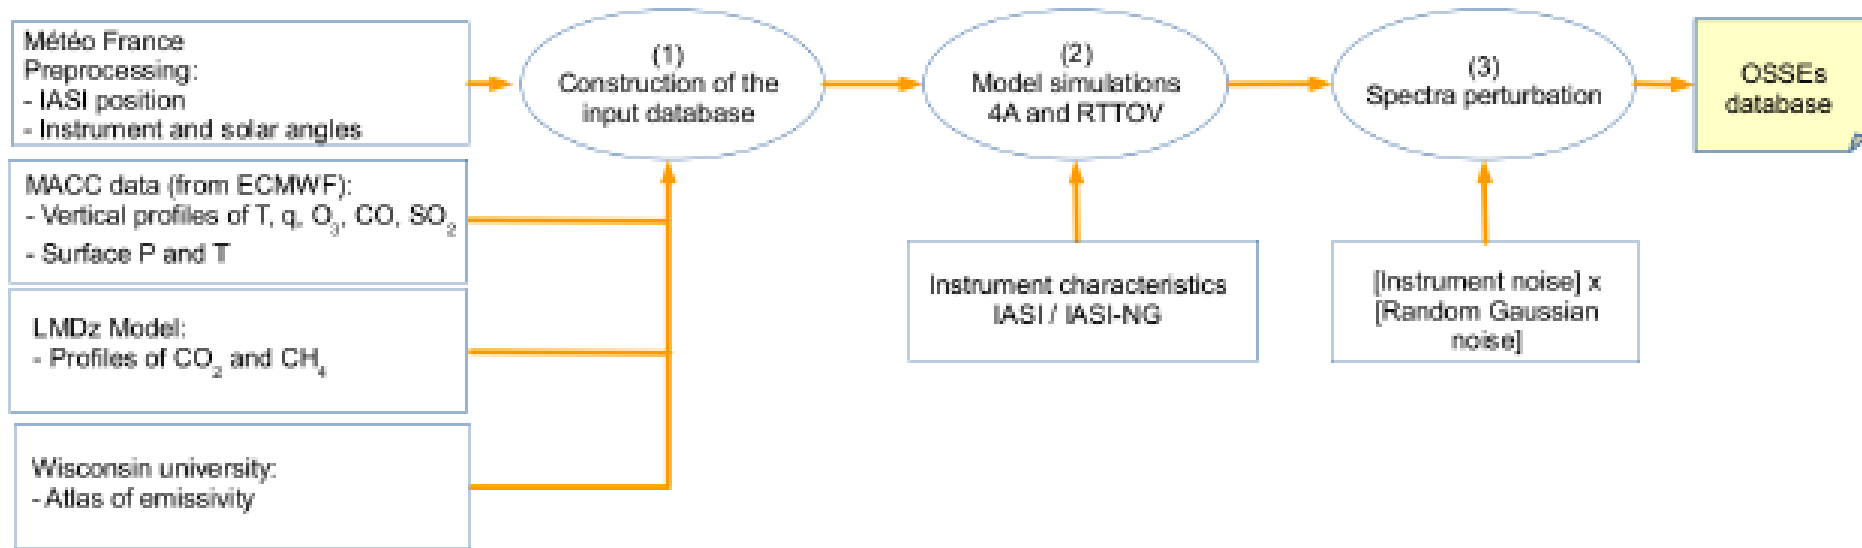 Météo France
Preprocessing:
- IASI position
- Instrument and solar angles
MACC data (from ECMWF):
- Vertical profiles of T, q, O₃, CO, SO₂
- Surface P and T
LMDz Model:
- Profiles of CO₂ and CH₄
Wisconsin university:
- Atlas of emissivity
(1)
Construction of the
input database
(2)
Model simulations
4A and RTTOV
Instrument characteristics
IASI / IASI-NG
(3)
Spectra perturbation
[Instrument noise] x
[Random Gaussian
noise]
OSSEs
database